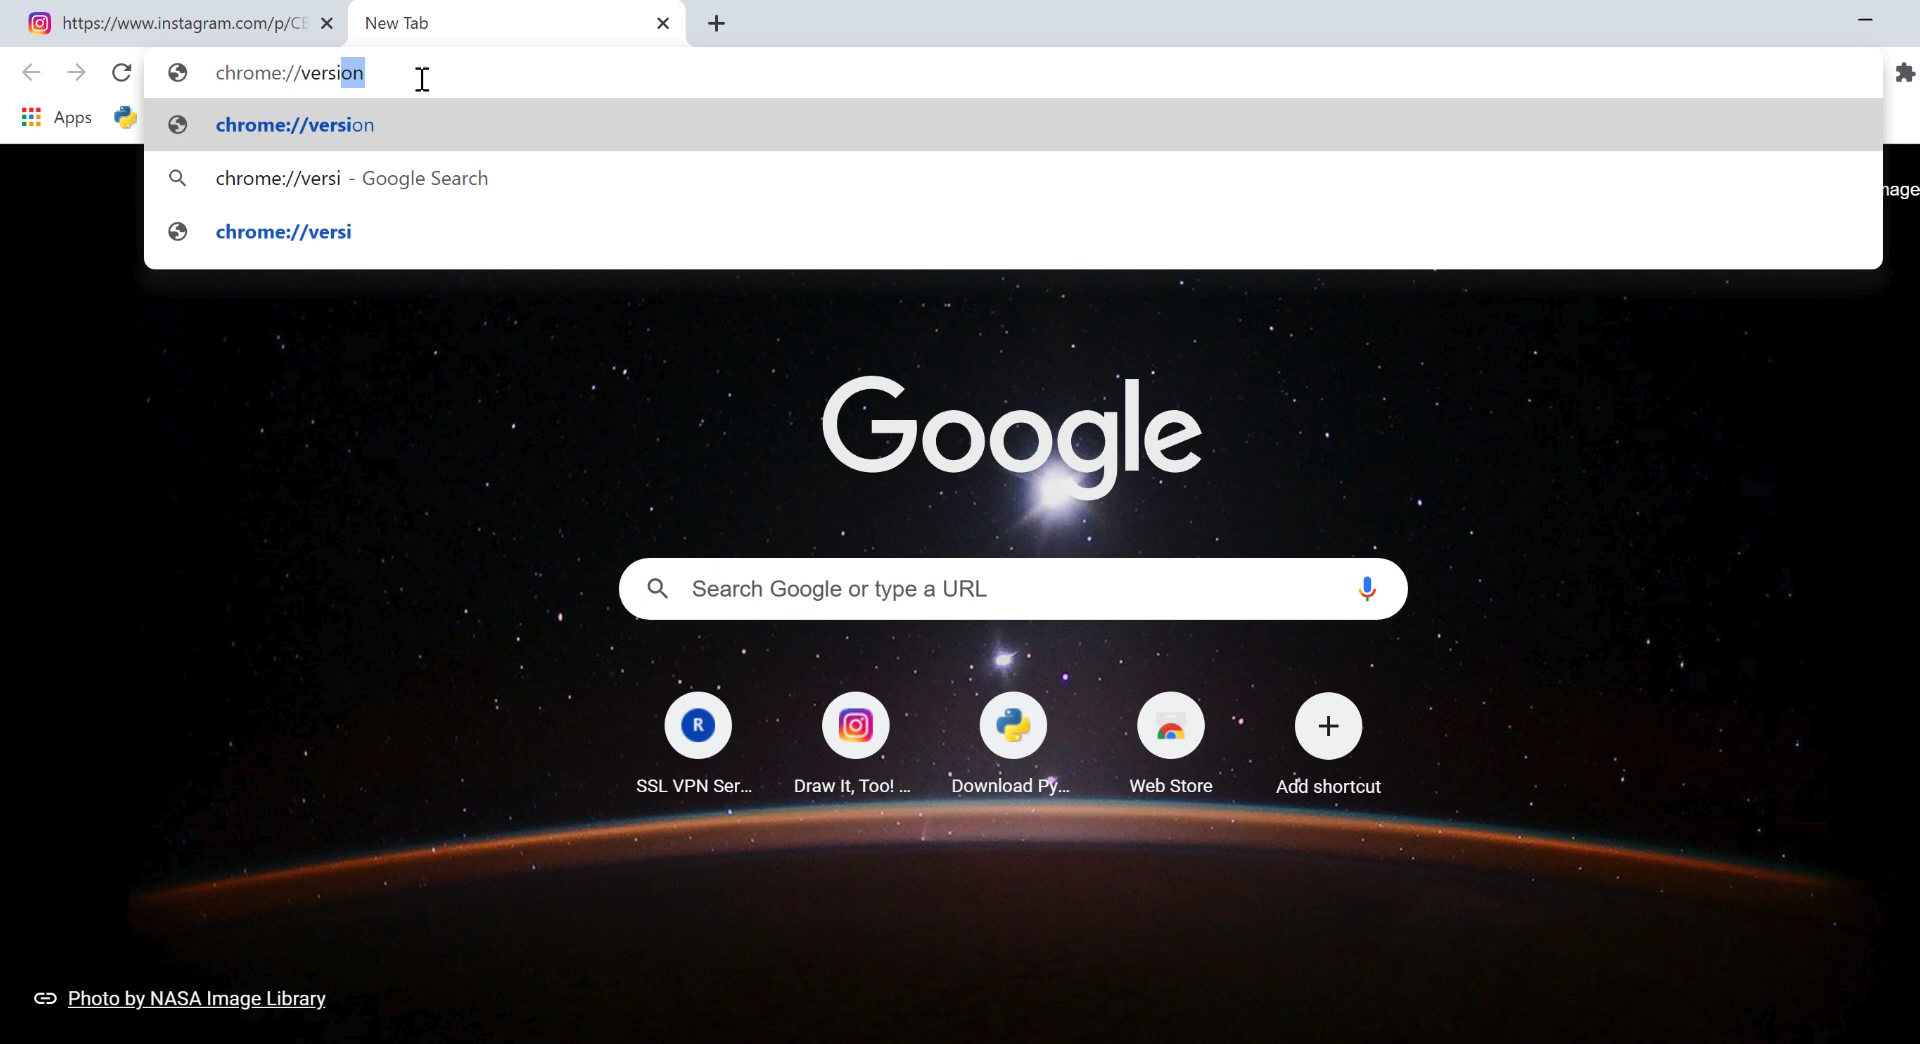 https://www.instagram.com/p/CB
New Tab
chrome://version
Apps
chrome://version
chrome://versi - Google Search
chrome://versi
Google
Search Google or type a URL
R
SSL VPN Ser...
Draw It, Too! ...
Download Py...
Web Store
Add shortcut
Photo by NASA Image Library